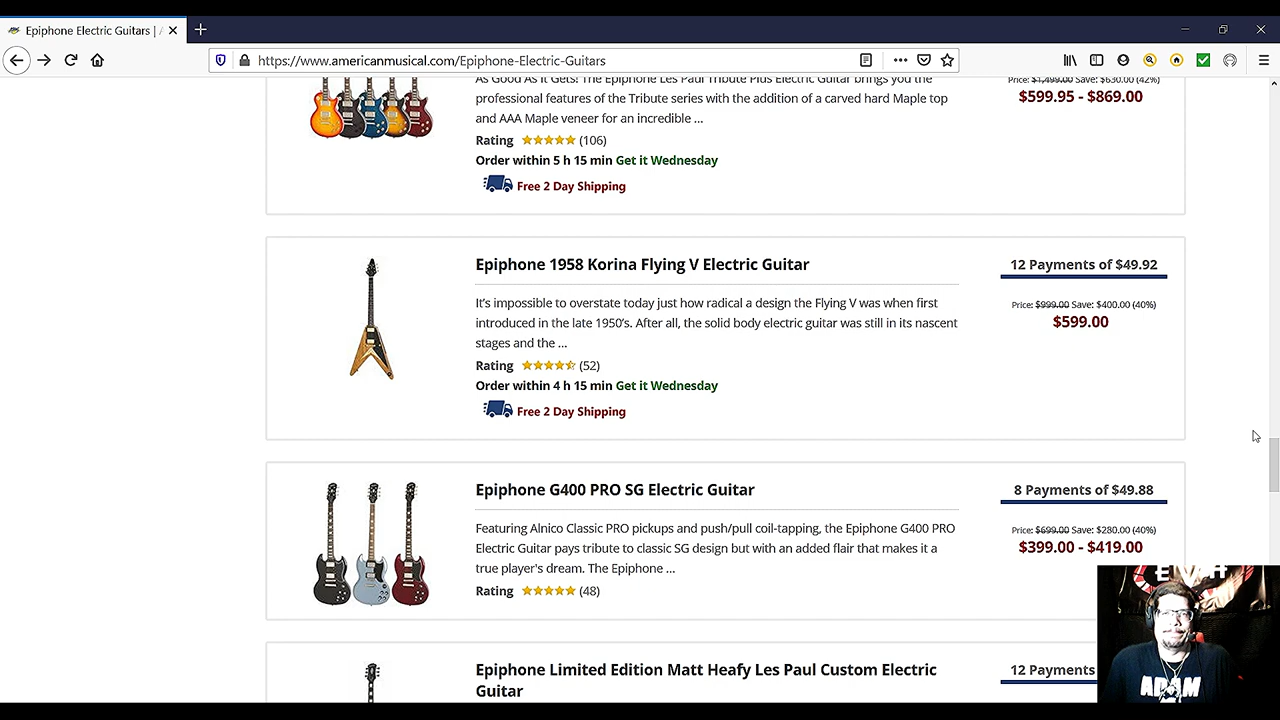 Epiphone Electric Guitars | A
https://www.americanmusical.com/Epiphone-Electric-Guitars
As Good As It Gets! The Epiphone Les Paul Tribute Plus Electric Guitar brings you the
professional features of the Tribute series with the addition of a carved hard Maple top
and AAA Maple veneer for an incredible ...
Rating (106)
Order within 5 h 15 min Get it Wednesday
Free 2 Day Shipping
Price: $1,499.00 Save: $630.00 (42%)
$599.95 - $869.00
Epiphone 1958 Korina Flying V Electric Guitar
It's impossible to overstate today just how radical a design the Flying V was when first
introduced in the late 1950's. After all, the solid body electric guitar was still in its nascent
stages and the ...
Rating (52)
Order within 4 h 15 min Get it Wednesday
Free 2 Day Shipping
12 Payments of $49.92
Price: $999.00 Save: $400.00 (40%)
$599.00
Epiphone G400 PRO SG Electric Guitar
Featuring Alnico Classic PRO pickups and push/pull coil-tapping, the Epiphone G400 PRO
Electric Guitar pays tribute to classic SG design but with an added flair that makes it a
true player's dream. The Epiphone ...
Rating (48)
8 Payments of $49.88
Price: $699.00 Save: $280.00 (40%)
$399.00 - $419.00
Epiphone Limited Edition Matt Heafy Les Paul Custom Electric
Guitar
12 Payments
ADAM